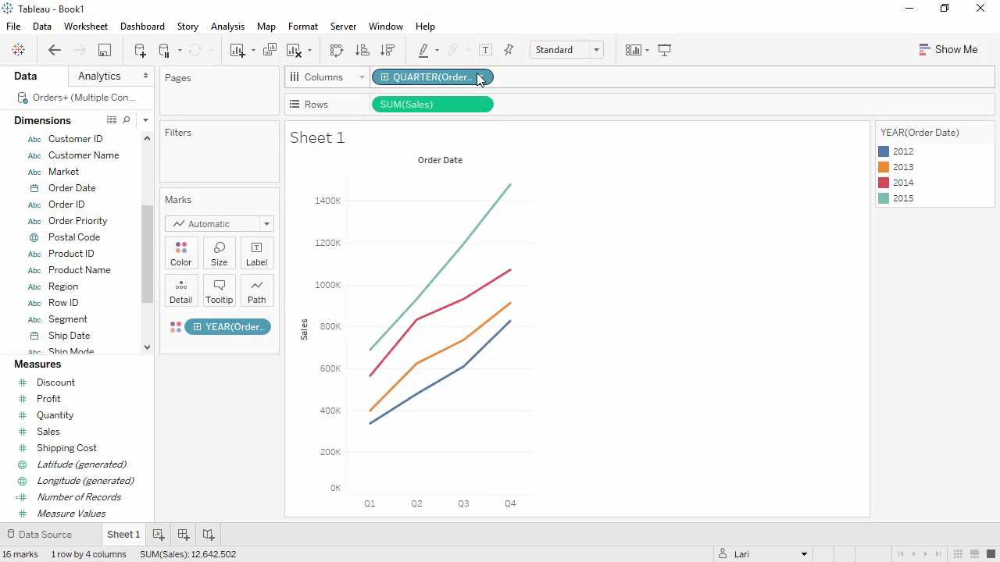 Tableau - Book1
File Data Worksheet Dashboard Story Analysis Map Format Server Window Help
Standard
Show Me
Data
Analytics
Orders+ (Multiple Con...
Dimensions
Customer ID
Customer Name
Market
Order Date
Order ID
Order Priority
Postal Code
Product ID
Product Name
Region
Row ID
Segment
Ship Date
Ship Mode
Measures
Discount
Profit
Quantity
Sales
Shipping Cost
Latitude (generated)
Longitude (generated)
Number of Records
Measure Values
Pages
Filters
Marks
Automatic
Color
Size
Label
Detail
Tooltip
Path
YEAR(Order..
Columns
QUARTER(Order..
Rows
SUM(Sales)
Sheet 1
Order Date
Sales
1400K
1200K
1000K
800K
600K
400K
200K
0K
Q1 Q2 Q3 Q4
YEAR(Order Date)
2012
2013
2014
2015
Data Source
Sheet 1
16 marks
1 row by 4 columns
SUM(Sales): 12,642,502
Lari